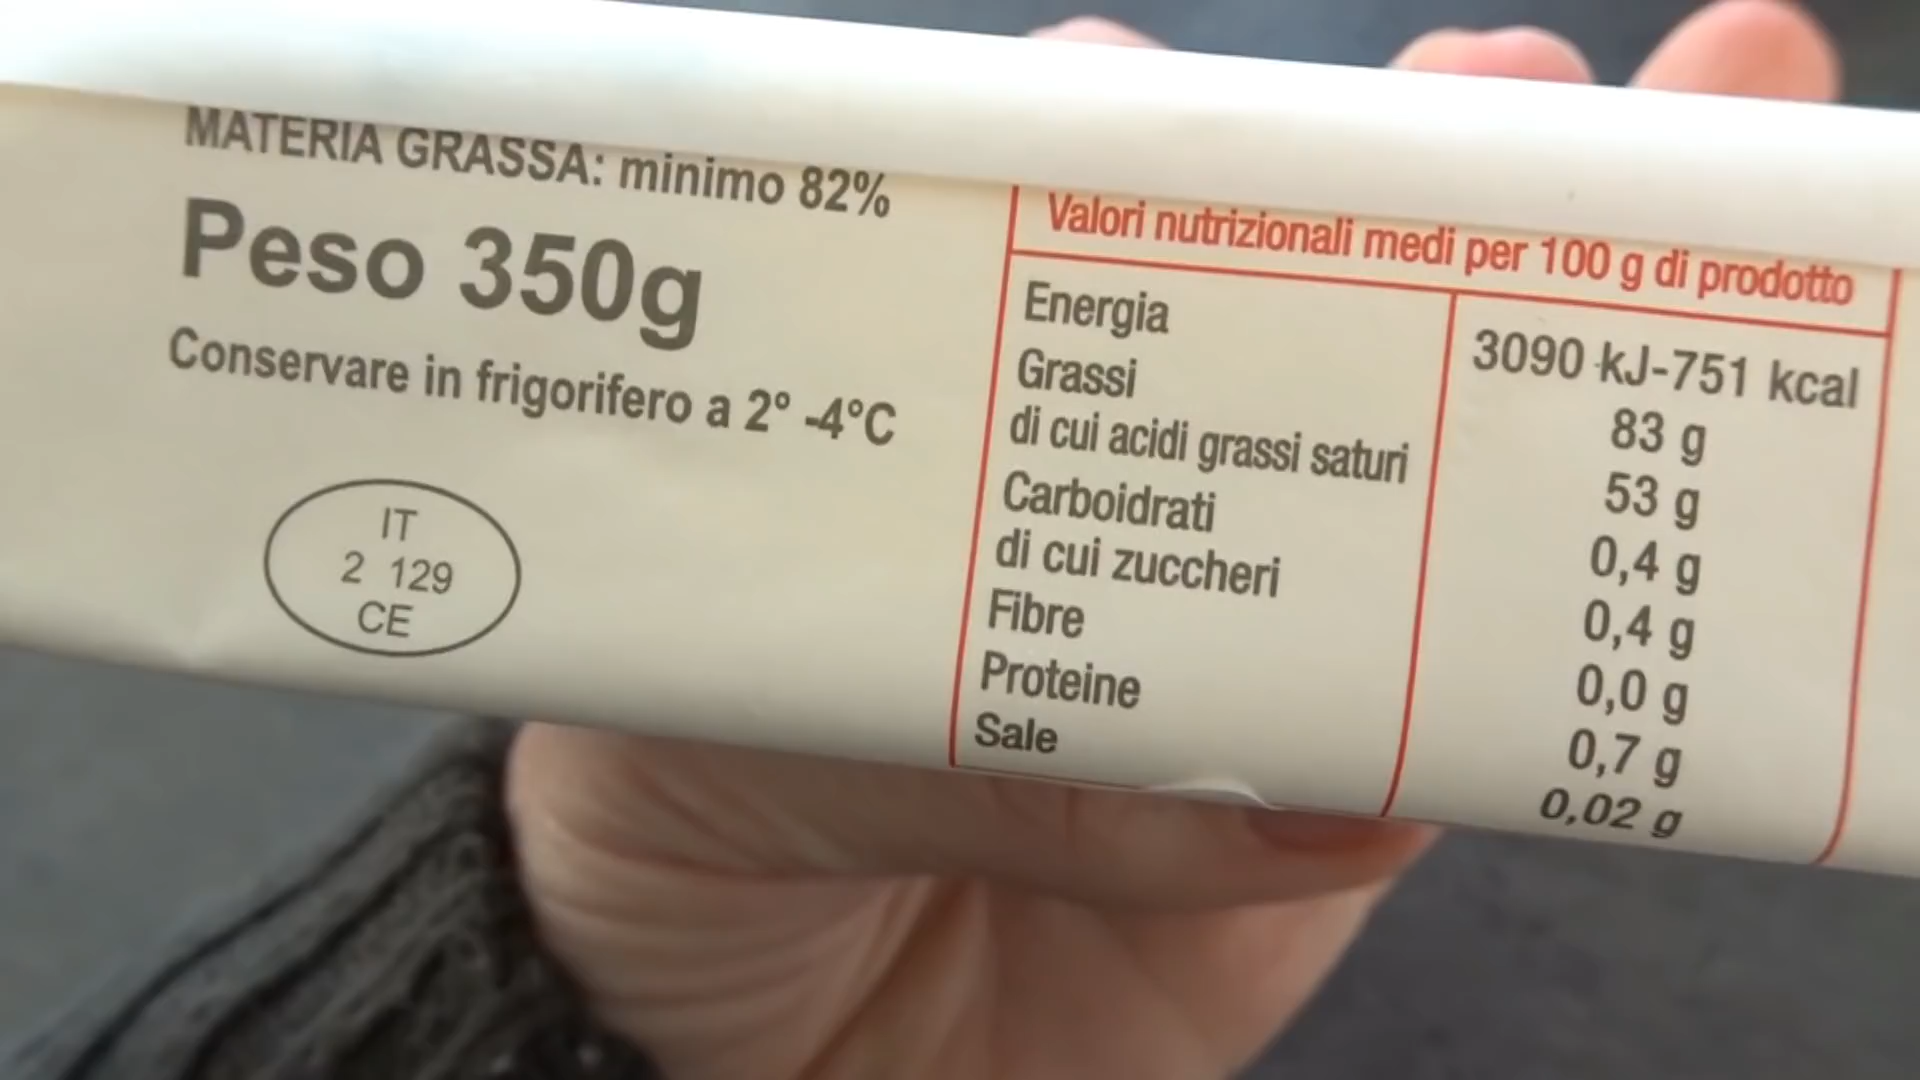 MATERIA GRASSA: minimo 82%
Peso 350g
Conservare in frigorifero a 2° -4°C
IT
2 129
CE
Valori nutrizionali medi per 100 g di prodotto
Energia 3090 kJ-751 kcal
Grassi 83 g
di cui acidi grassi saturi 53 g
Carboidrati 0,4 g
di cui zuccheri 0,4 g
Fibre 0,0 g
Proteine 0,7 g
Sale 0,02 g